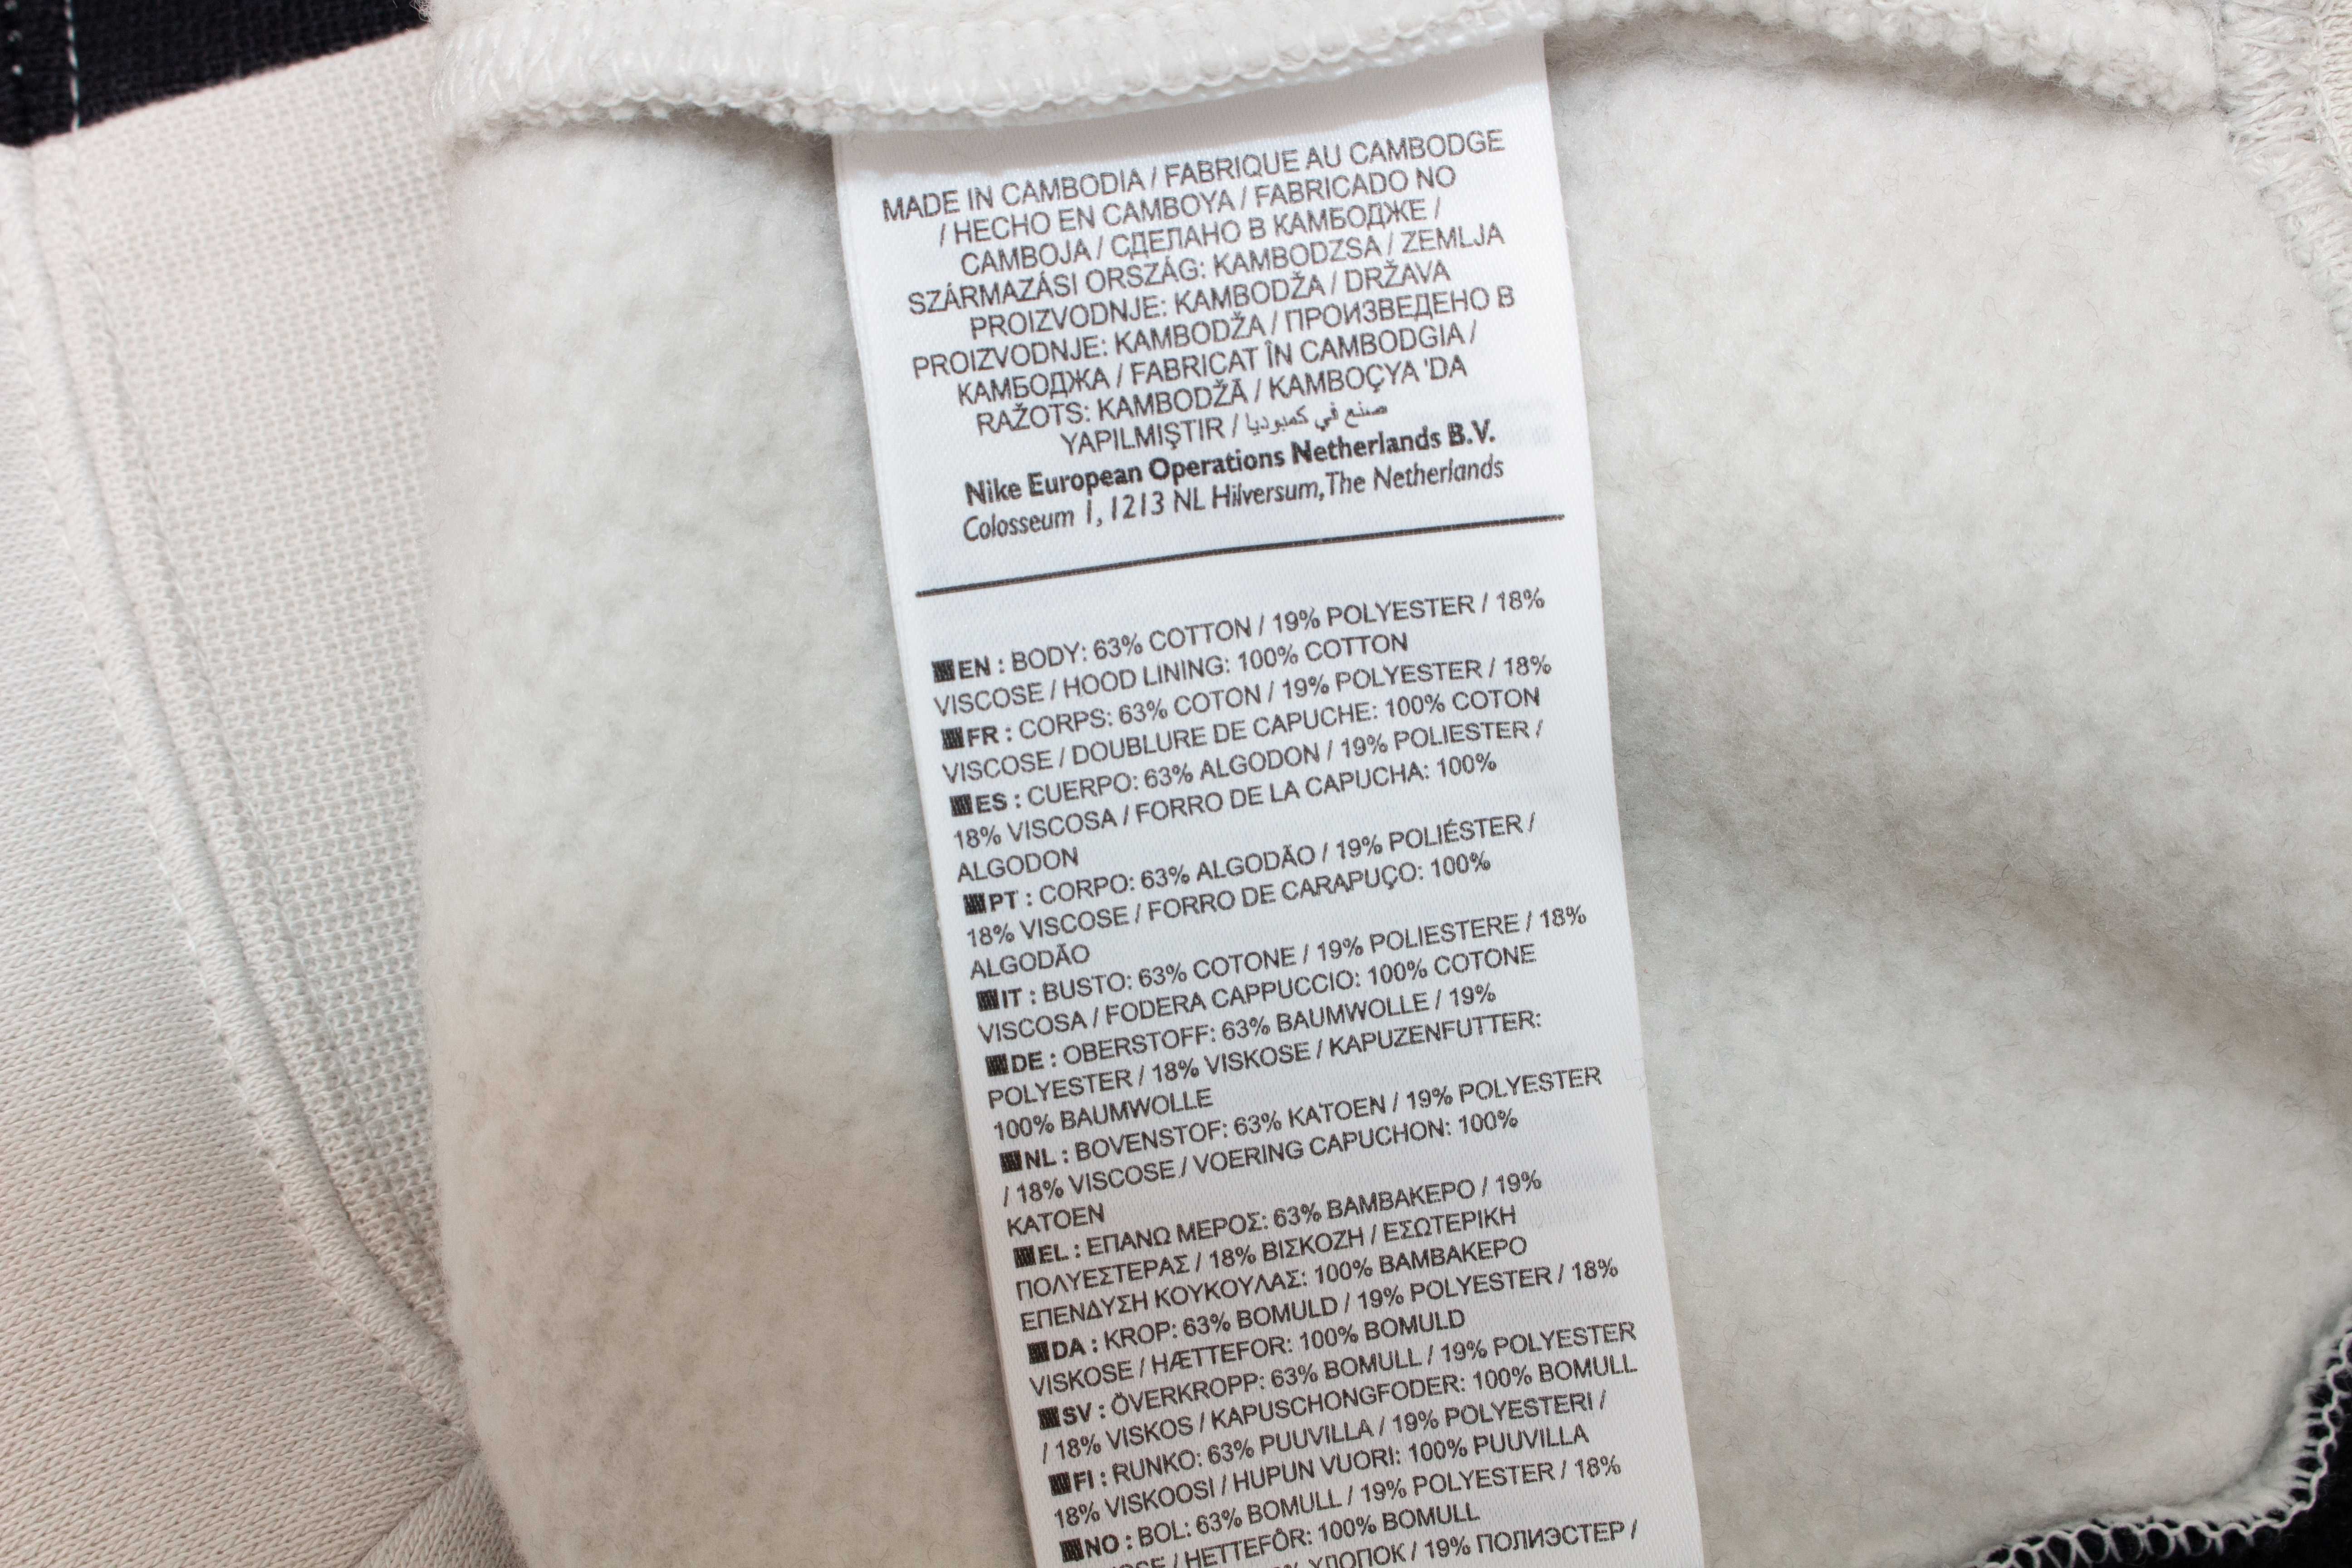 MADE IN CAMBODIA / FABRIQUE AU CAMBODGE
/ HECHO EN CAMBOYA / FABRICADO NO
CAMBOJA / СДЕЛАНО В КАМБОДЖЕ /
SZÁRMAZÁSI ORSZÁG: KAMBODZSA / ZEMLJA
PROIZVODNJE: KAMBODŽA / DRŽAVA
PROIZVODNJE: KAMBODŽA / ПРОИЗВЕДЕНО В
КАМБОДЖА / FABRICAT ÎN CAMBODGIA /
RAŽOTS: KAMBODŽĀ / KAMBOÇYA 'DA
YAPILMIŞTIR / صنع في كمبوديا
Nike European Operations Netherlands B.V.
Colosseum 1, 1213 NL Hilversum, The Netherlands
EN : BODY: 63% COTTON / 19% POLYESTER / 18%
VISCOSE / HOOD LINING: 100% COTTON
FR : CORPS: 63% COTON / 19% POLYESTER / 18%
VISCOSE / DOUBLURE DE CAPUCHE: 100% COTON
ES : CUERPO: 63% ALGODON / 19% POLIESTER /
18% VISCOSA / FORRO DE LA CAPUCHA: 100%
ALGODON
PT : CORPO: 63% ALGODÃO / 19% POLIÉSTER /
18% VISCOSE / FORRO DE CARAPUÇO: 100%
ALGODÃO
IT : BUSTO: 63% COTONE / 19% POLIESTERE / 18%
VISCOSA / FODERA CAPPUCCIO: 100% COTONE
DE : OBERSTOFF: 63% BAUMWOLLE / 19%
POLYESTER / 18% VISKOSE / KAPUZENFUTTER:
100% BAUMWOLLE
NL : BOVENSTOF: 63% KATOEN / 19% POLYESTER
/ 18% VISCOSE / VOERING CAPUCHON: 100%
KATOEN
EL : ΕΠΑΝΩ ΜΕΡΟΣ: 63% ΒΑΜΒΑΚΕΡΟ / 19%
ΠΟΛΥΕΣΤΕΡΑΣ / 18% ΒΙΣΚΟΖΗ / ΕΣΩΤΕΡΙΚΗ
ΕΠΕΝΔΥΣΗ ΚΟΥΚΟΥΛΑΣ: 100% ΒΑΜΒΑΚΕΡΟ
DA : KROP: 63% BOMULD / 19% POLYESTER / 18%
VISKOSE / HÆTTEFOR: 100% BOMULD
SV : ÖVERKROPP: 63% BOMULL / 19% POLYESTER
/ 18% VISKOS / KAPUSCHONGFODER: 100% BOMULL
FI : RUNKO: 63% PUUVILLA / 19% POLYESTERI /
18% VISKOOSI / HUPUN VUORI: 100% PUUVILLA
NO : BOL: 63% BOMULL / 19% POLYESTER / 18%
/ HETTEFÔR: 100% BOMULL
ХЛОПОК / 19% ПОЛИЭСТЕР /